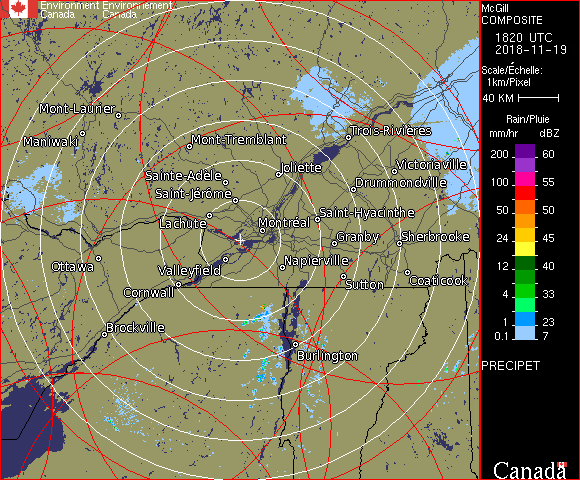 Environment Environnement
Canada Canada
McGill
COMPOSITE
1820 UTC
2018-11-19
Scale/Échelle:
1km/Pixel
40 KM
Rain/Pluie
mm/hr dBZ
200 60
100 55
50 50
24 45
12 40
4 33
1 23
0.1 7
PRECIPET
Canada
Mont-Laurier
Maniwaki
Mont-Tremblant
Trois-Rivières
Joliette
Victoriaville
Sainte-Adèle
Drummondville
Saint-Jérôme
Saint-Hyacinthe
Lachute
Montréal
Granby
Sherbrooke
Ottawa
Valleyfield
Napierville
Sutton
Coaticook
Cornwall
Brockville
Burlington